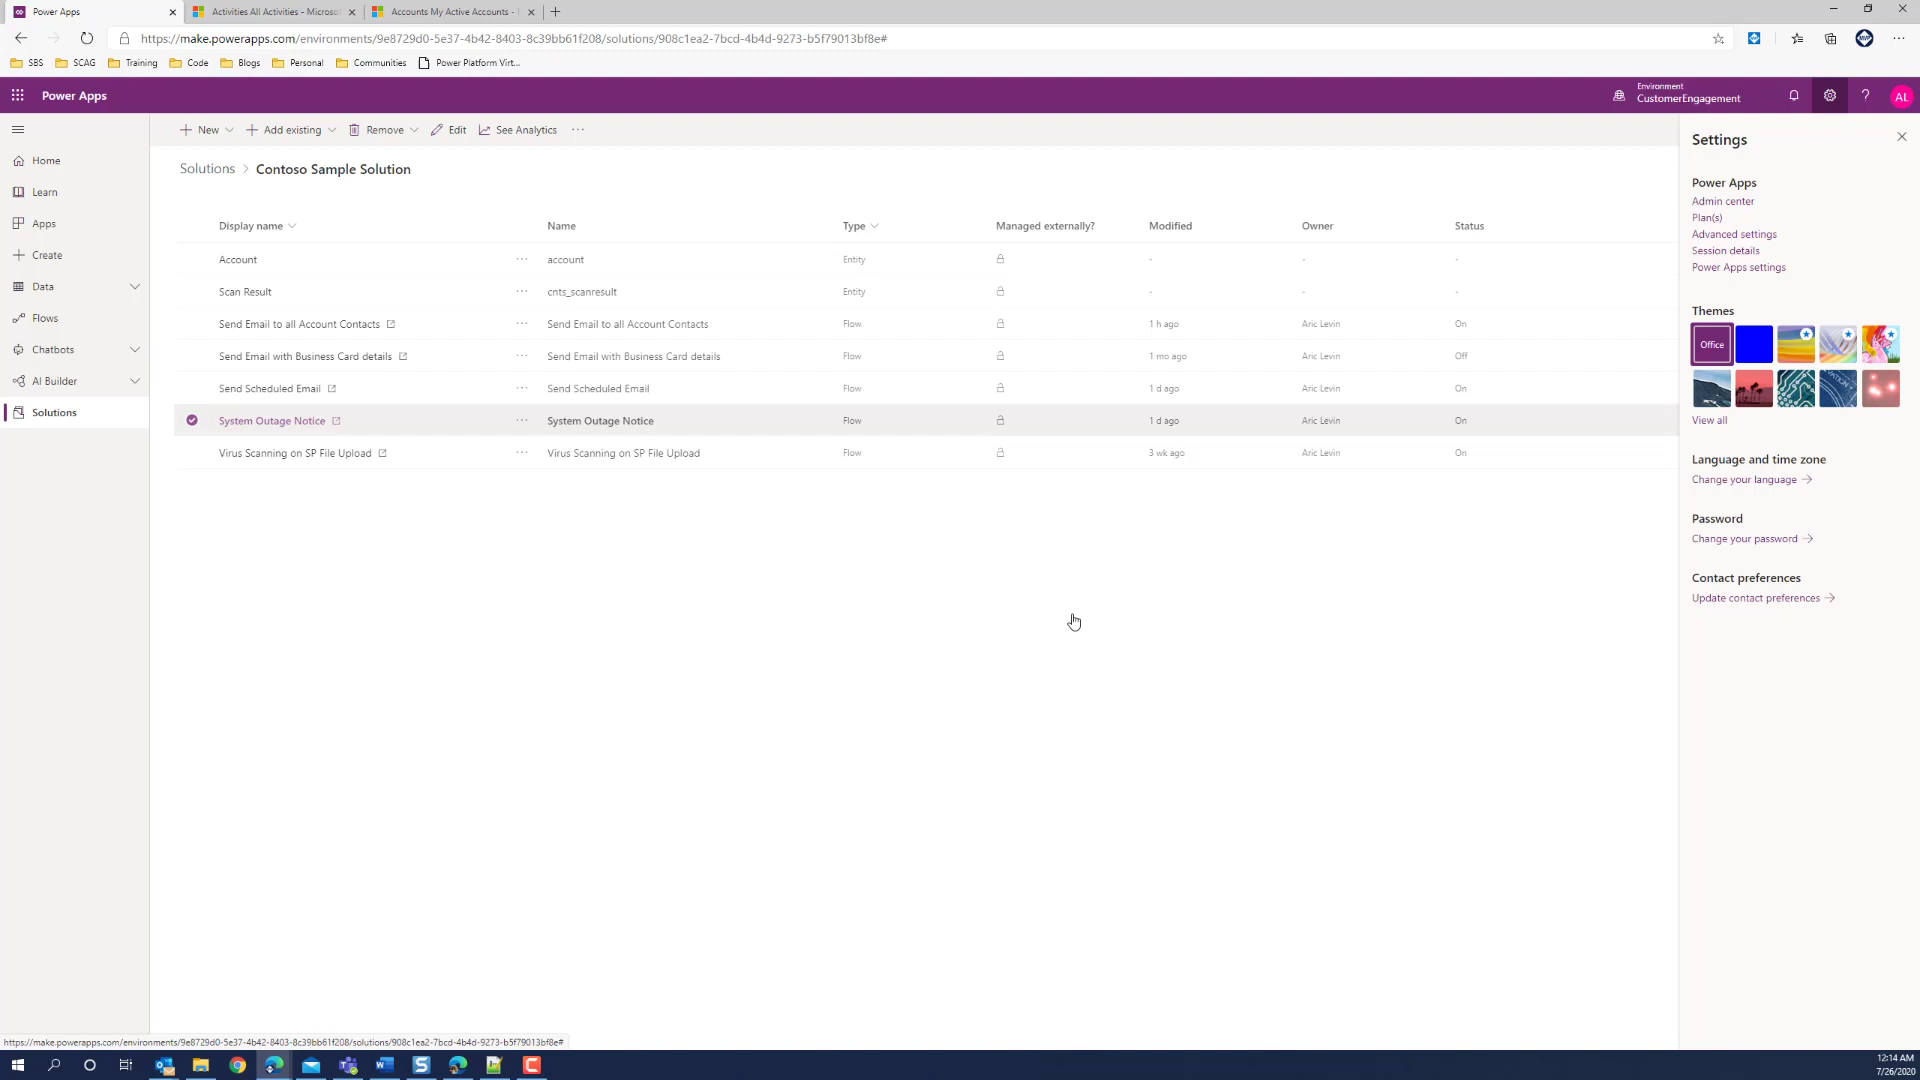 Power Apps
Activities All Activities - Microso
Accounts My Active Accounts -
https://make.powerapps.com/environments/9e8729d0-5e37-4b42-8403-8c39bb61f208/solutions/908c1ea2-7bcd-4b4d-9273-b5f79013bf8e#
SBS SCAG Training Code Blogs Personal Communities Power Platform Virt...
Power Apps
Environment
CustomerEngagement
AL
New Add existing Remove Edit See Analytics ...
Solutions > Contoso Sample Solution
Home
Learn
Apps
Create
Data
Flows
Chatbots
AI Builder
Solutions
Display name Name Type Managed externally? Modified Owner Status
Account ... account Entity - - -
Scan Result ... cnts_scanresult Entity - - -
Send Email to all Account Contacts ... Send Email to all Account Contacts Flow 1 h ago Aric Levin On
Send Email with Business Card details ... Send Email with Business Card details Flow 1 mo ago Aric Levin Off
Send Scheduled Email ... Send Scheduled Email Flow 1 d ago Aric Levin On
System Outage Notice ... System Outage Notice Flow 1 d ago Aric Levin On
Virus Scanning on SP File Upload ... Virus Scanning on SP File Upload Flow 3 wk ago Aric Levin On
Settings
Power Apps
Admin center
Plan(s)
Advanced settings
Session details
Power Apps settings
Themes
Office
View all
Language and time zone
Change your language
Password
Change your password
Contact preferences
Update contact preferences
https://make.powerapps.com/environments/9e8729d0-5e37-4b42-8403-8c39bb61f208/solutions/908c1ea2-7bcd-4b4d-9273-b5f79013bf8e#
12:14 AM
7/26/2020